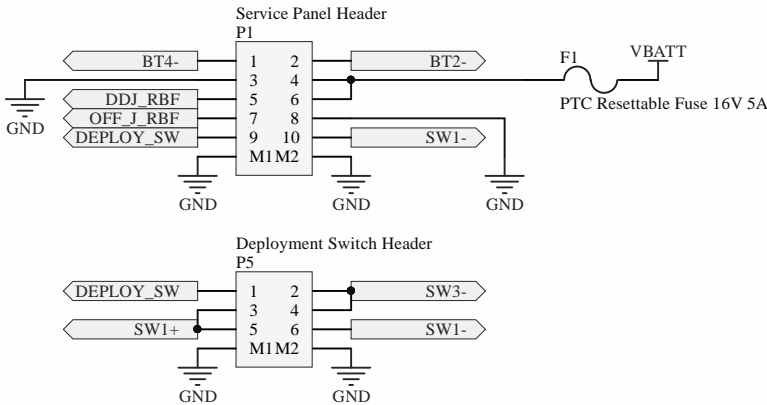 Service Panel Header
P1
BT4- 1 2 BT2- F1 VBATT
3 4
DDJ_RBF 5 6 PTC Resettable Fuse 16V 5A
GND OFF_J_RBF 7 8
DEPLOY_SW 9 10 SW1-
M1 M2
GND GND GND
Deployment Switch Header
P5
DEPLOY_SW 1 2 SW3-
3 4
SW1+ 5 6 SW1-
M1 M2
GND GND